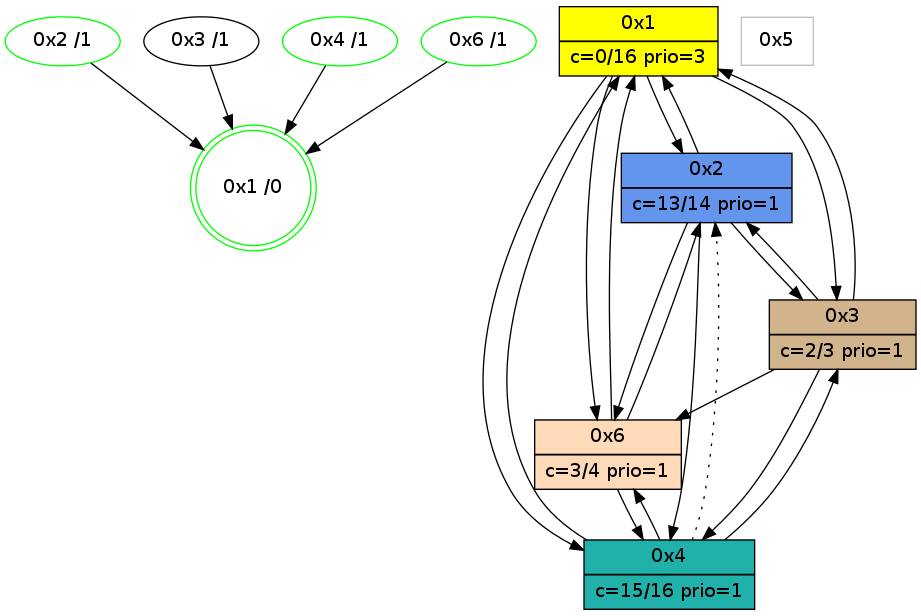 0x2 /1
0x3 /1
0x4 /1
0x6 /1
0x1 /0
0x1
c=0/16 prio=3
0x5
0x2
c=13/14 prio=1
0x3
c=2/3 prio=1
0x6
c=3/4 prio=1
0x4
c=15/16 prio=1